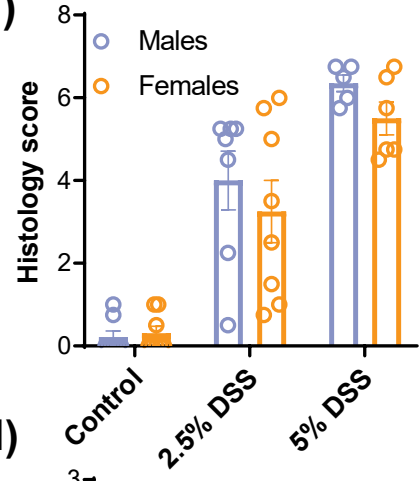 )
8
Males
Females
6
4
2
0
Histology score
Control
2.5% DSS
5% DSS
)
3